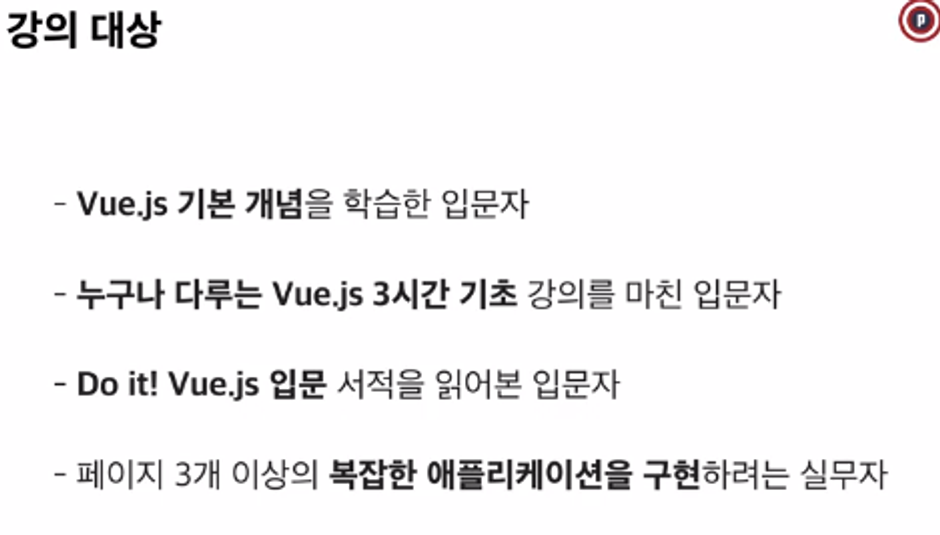 강의 대상
p
- Vue.js 기본 개념을 학습한 입문자
- 누구나 다루는 Vue.js 3시간 기초 강의를 마친 입문자
- Do it! Vue.js 입문 서적을 읽어본 입문자
- 페이지 3개 이상의 복잡한 애플리케이션을 구현하려는 실무자